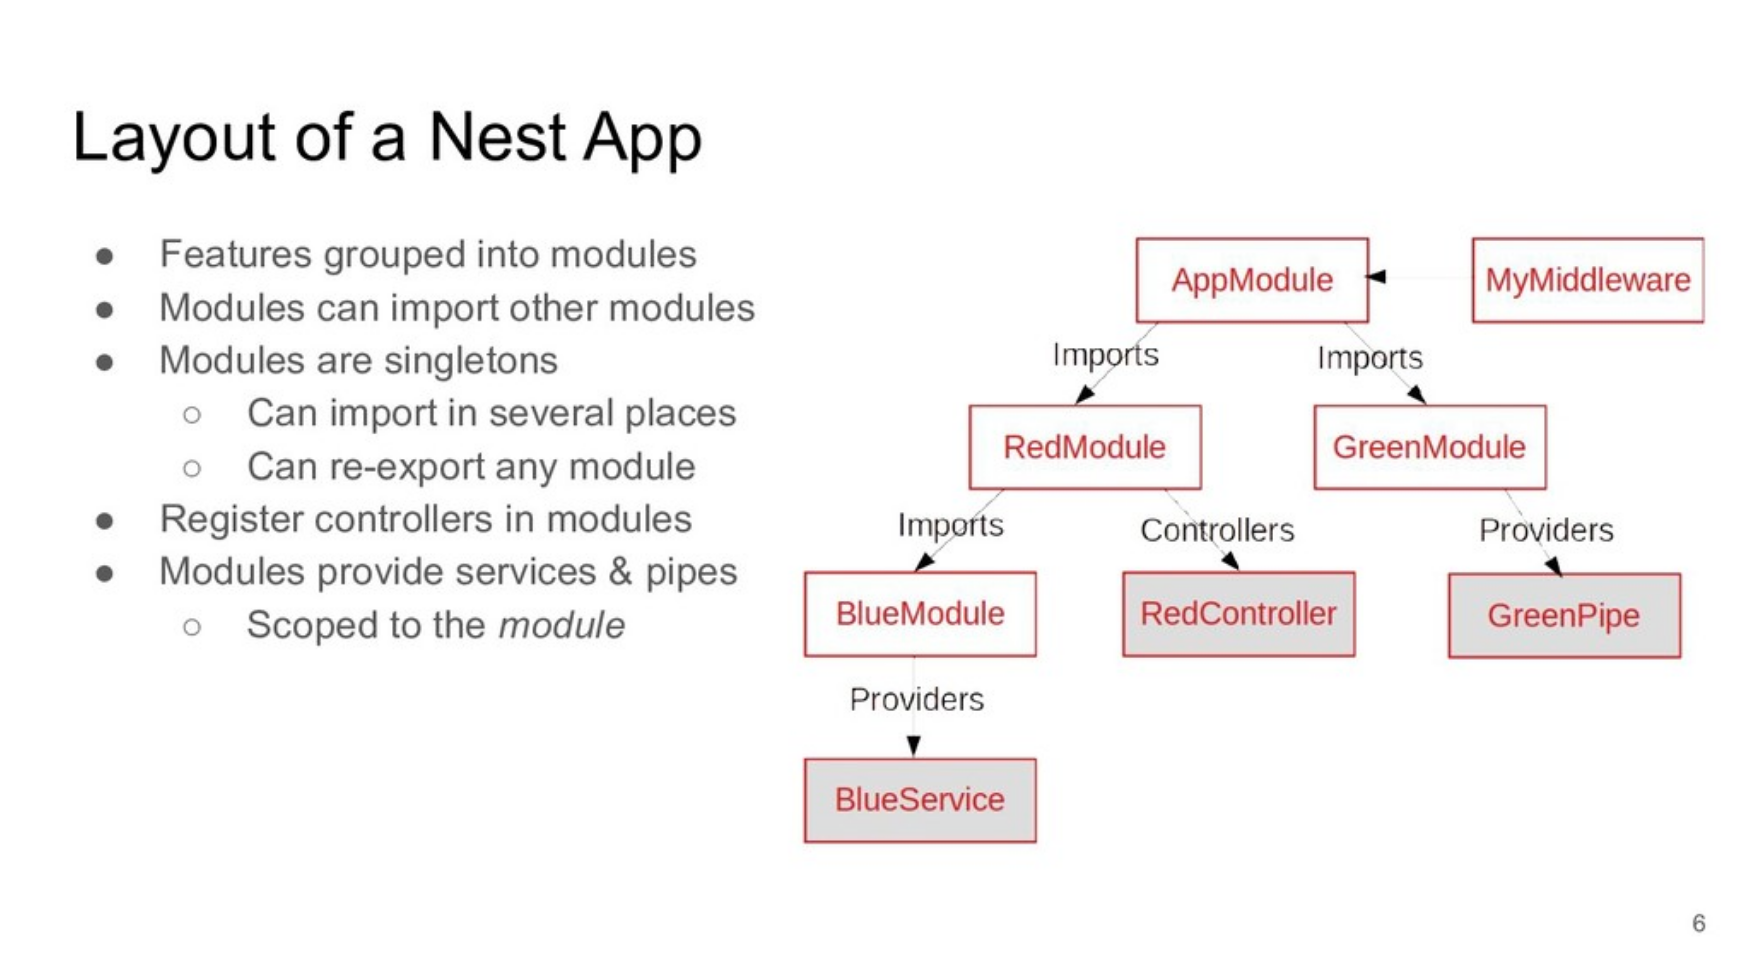 Layout of a Nest App
● Features grouped into modules
● Modules can import other modules
● Modules are singletons
○ Can import in several places
○ Can re-export any module
● Register controllers in modules
● Modules provide services & pipes
○ Scoped to the module
AppModule
MyMiddleware
Imports
Imports
RedModule
GreenModule
Imports
Controllers
Providers
BlueModule
RedController
GreenPipe
Providers
BlueService
6